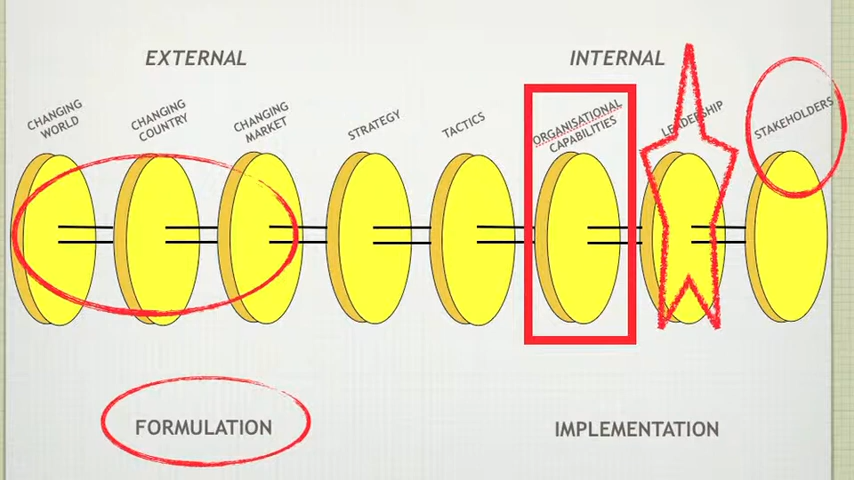 EXTERNAL
INTERNAL
CHANGING
WORLD
CHANGING
COUNTRY
CHANGING
MARKET
STRATEGY
TACTICS
ORGANISATIONAL
CAPABILITIES
LEADERSHIP
STAKEHOLDERS
FORMULATION
IMPLEMENTATION